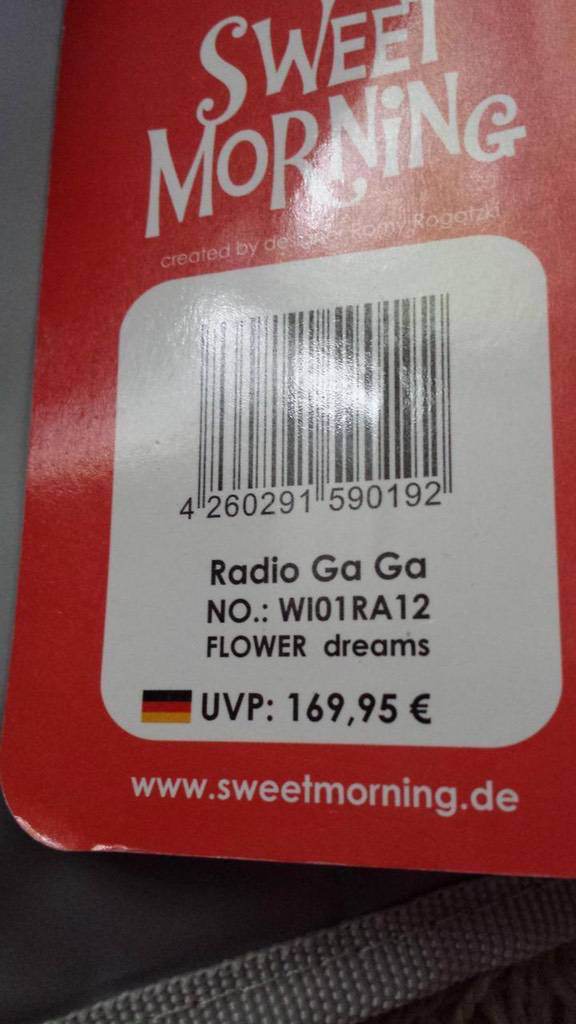 SWEET
MORNING
created by designer Romy Rogatzki
4 260291 590192
Radio Ga Ga
NO.: WI01RA12
FLOWER dreams
UVP: 169,95 €
www.sweetmorning.de